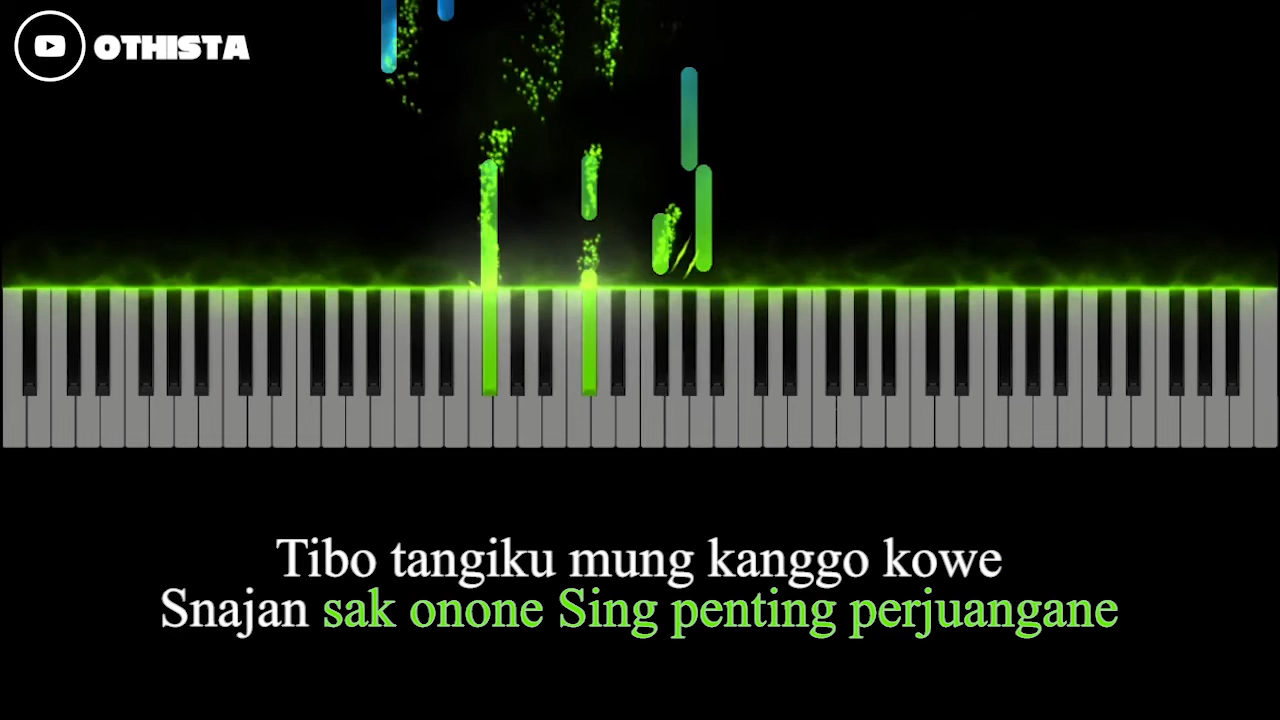 OTHISTA
Tibo tangiku mung kanggo kowe
Snajan sak onone Sing penting perjuangane